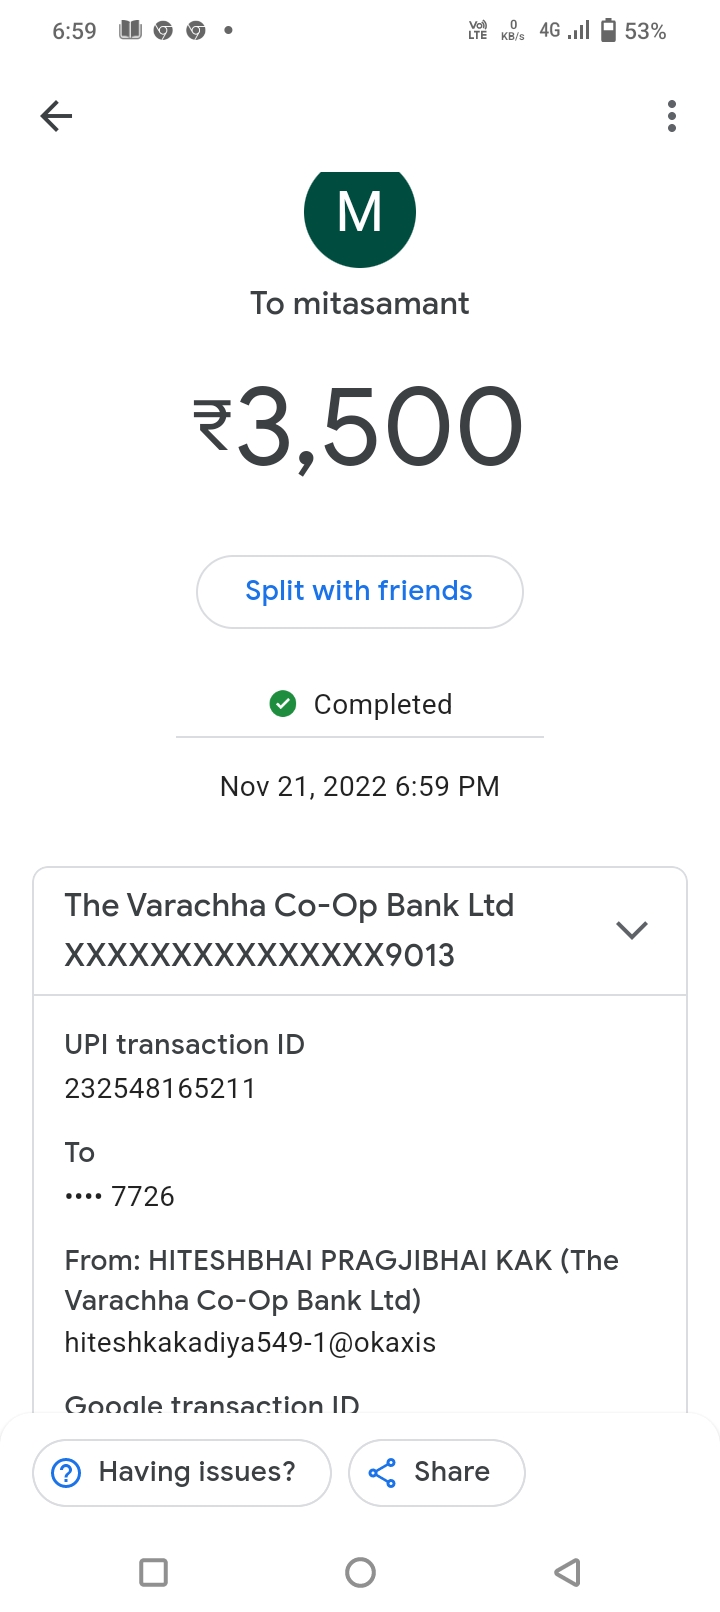 6:59
Vo) LTE
0 KB/s
4G
53%
M
To mitasamant
₹3,500
Split with friends
Completed
Nov 21, 2022 6:59 PM
The Varachha Co-Op Bank Ltd
XXXXXXXXXXXXXXX9013
UPI transaction ID
232548165211
To
•••• 7726
From: HITESHBHAI PRAGJIBHAI KAK (The
Varachha Co-Op Bank Ltd)
hiteshkakadiya549-1@okaxis
Google transaction ID
Having issues?
Share